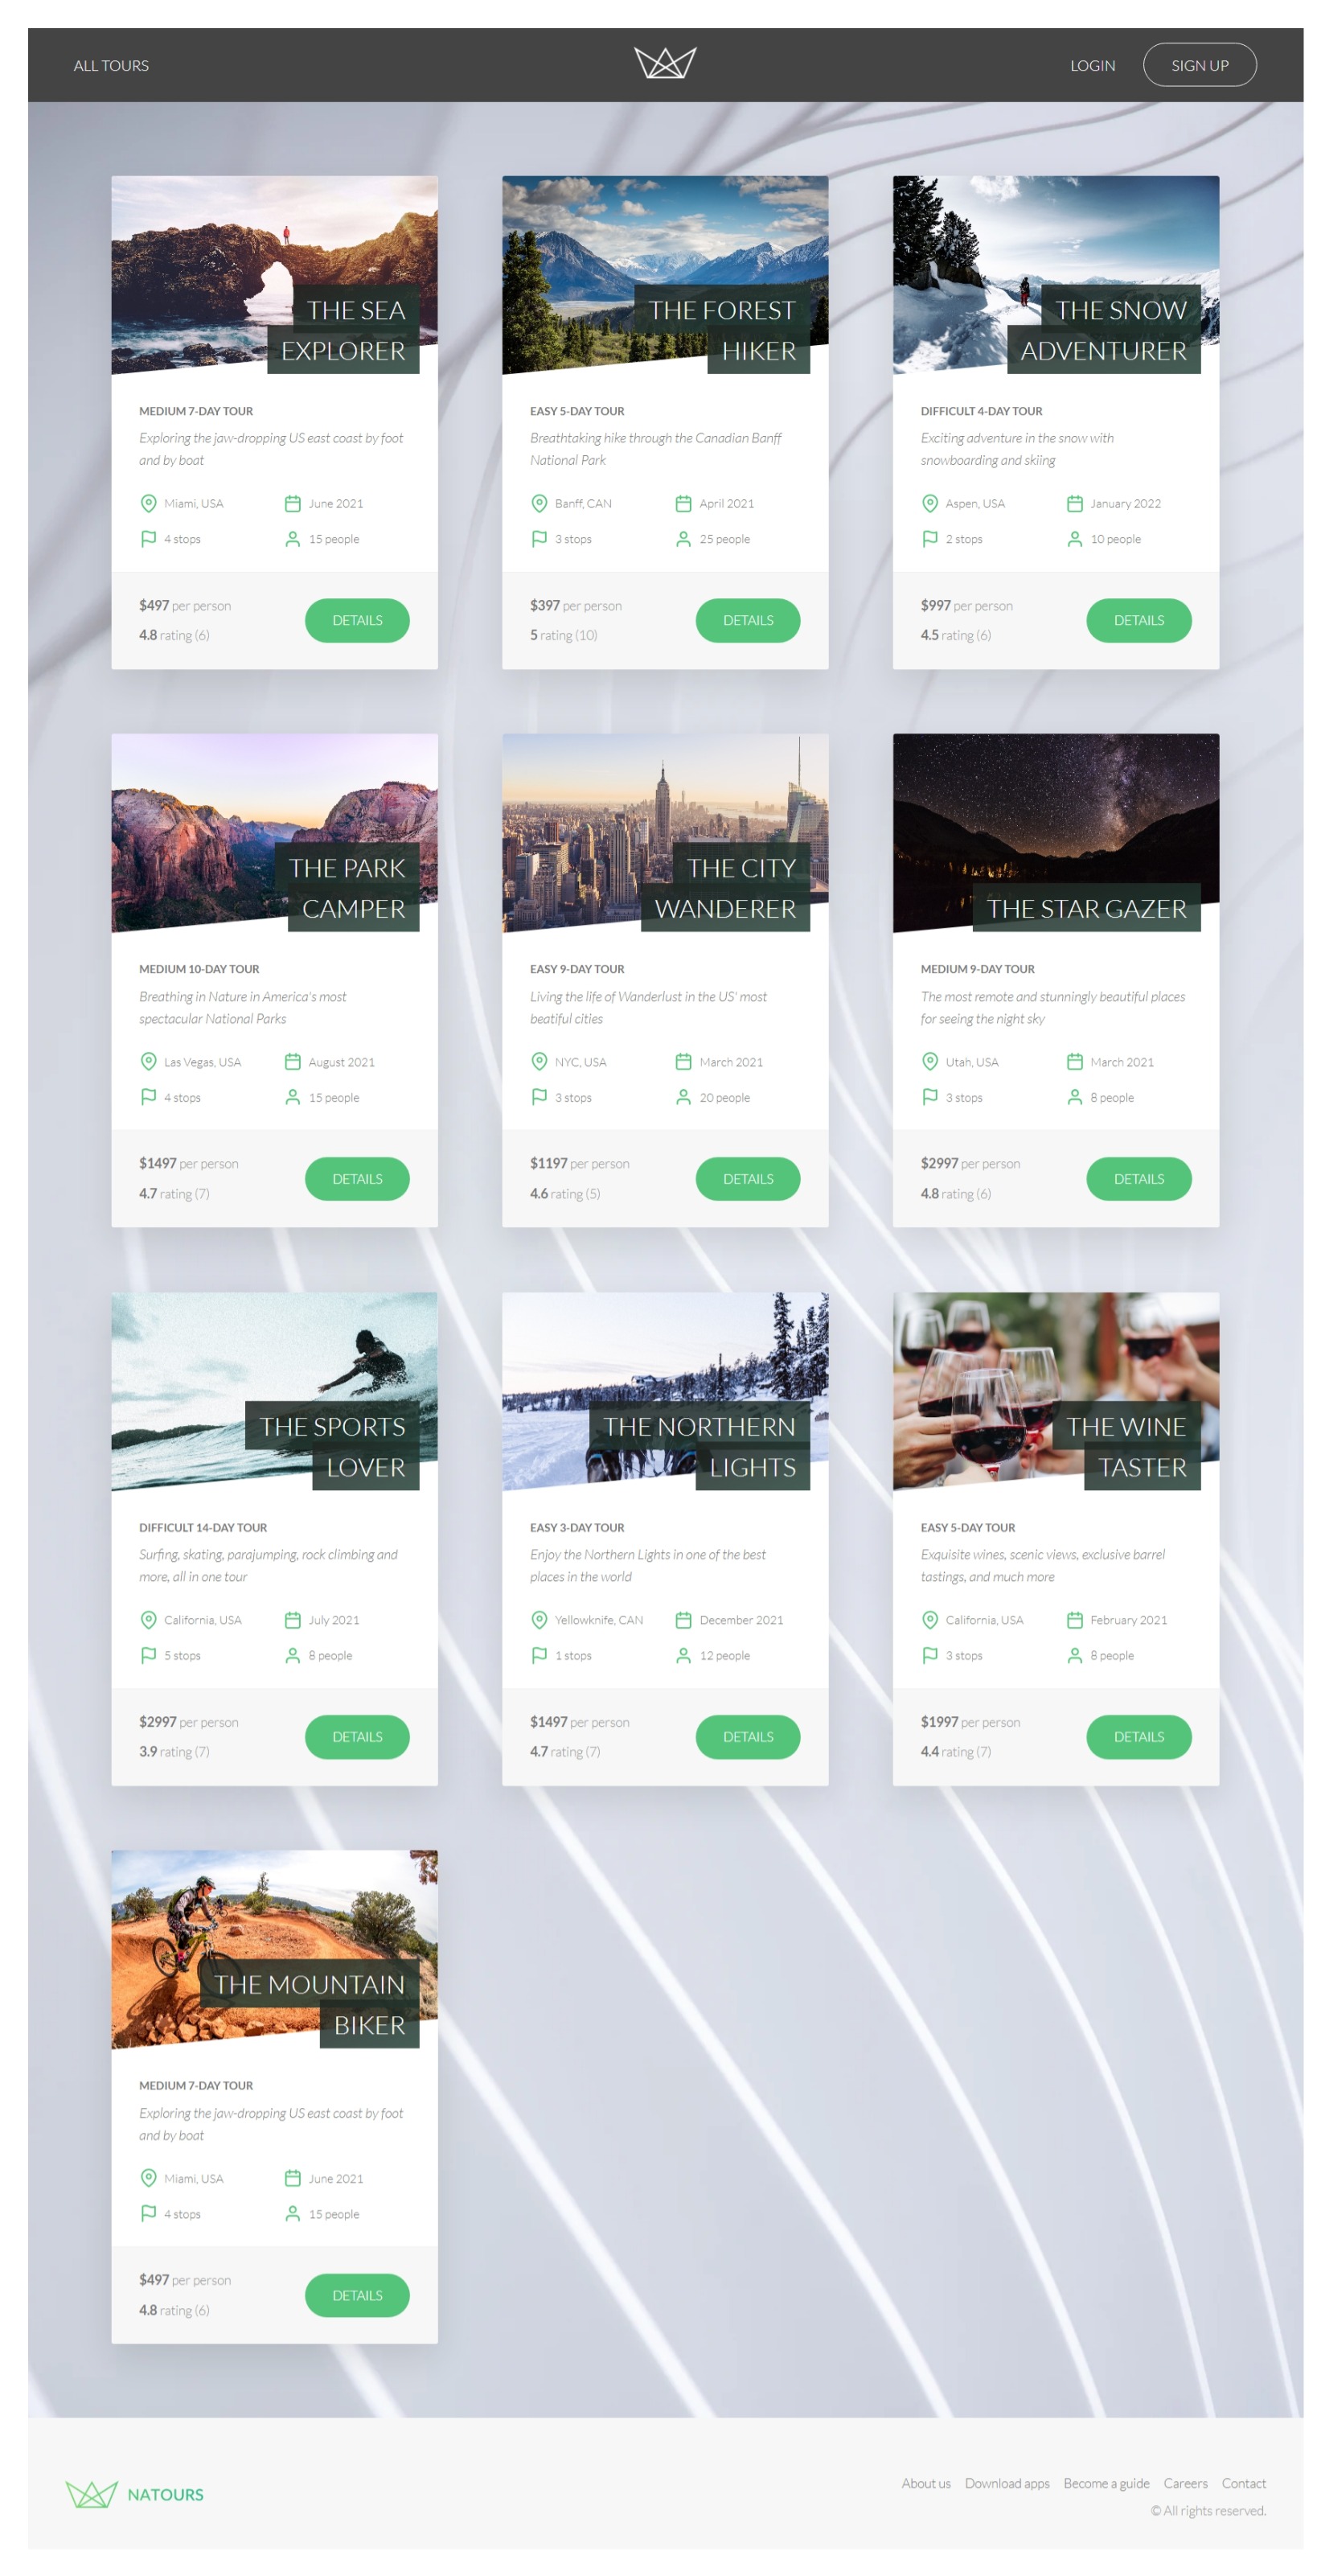 ALL TOURS
LOGIN
SIGN UP
THE SEA
EXPLORER
MEDIUM 7-DAY TOUR
Exploring the jaw-dropping US east coast by foot
and by boat
Miami, USA
June 2021
4 stops
15 people
$497 per person
4.8 rating (6)
DETAILS
THE FOREST
HIKER
EASY 5-DAY TOUR
Breathtaking hike through the Canadian Banff
National Park
Banff, CAN
April 2021
3 stops
25 people
$397 per person
5 rating (10)
DETAILS
THE SNOW
ADVENTURER
DIFFICULT 4-DAY TOUR
Exciting adventure in the snow with
snowboarding and skiing
Aspen, USA
January 2022
2 stops
10 people
$997 per person
4.5 rating (6)
DETAILS
THE PARK
CAMPER
MEDIUM 10-DAY TOUR
Breathing in Nature in America's most
spectacular National Parks
Las Vegas, USA
August 2021
4 stops
15 people
$1497 per person
4.7 rating (7)
DETAILS
THE CITY
WANDERER
EASY 9-DAY TOUR
Living the life of Wanderlust in the US' most
beatiful cities
NYC, USA
March 2021
3 stops
20 people
$1197 per person
4.6 rating (5)
DETAILS
THE STAR GAZER
MEDIUM 9-DAY TOUR
The most remote and stunningly beautiful places
for seeing the night sky
Utah, USA
March 2021
3 stops
8 people
$2997 per person
4.8 rating (6)
DETAILS
THE SPORTS
LOVER
DIFFICULT 14-DAY TOUR
Surfing, skating, parajumping, rock climbing and
more, all in one tour
California, USA
July 2021
5 stops
8 people
$2997 per person
3.9 rating (7)
DETAILS
THE NORTHERN
LIGHTS
EASY 3-DAY TOUR
Enjoy the Northern Lights in one of the best
places in the world
Yellowknife, CAN
December 2021
1 stops
12 people
$1497 per person
4.7 rating (7)
DETAILS
THE WINE
TASTER
EASY 5-DAY TOUR
Exquisite wines, scenic views, exclusive barrel
tastings, and much more
California, USA
February 2021
3 stops
8 people
$1997 per person
4.4 rating (7)
DETAILS
THE MOUNTAIN
BIKER
MEDIUM 7-DAY TOUR
Exploring the jaw-dropping US east coast by foot
and by boat
Miami, USA
June 2021
4 stops
15 people
$497 per person
4.8 rating (6)
DETAILS
NATOURS
About us Download apps Become a guide Careers Contact
© All rights reserved.